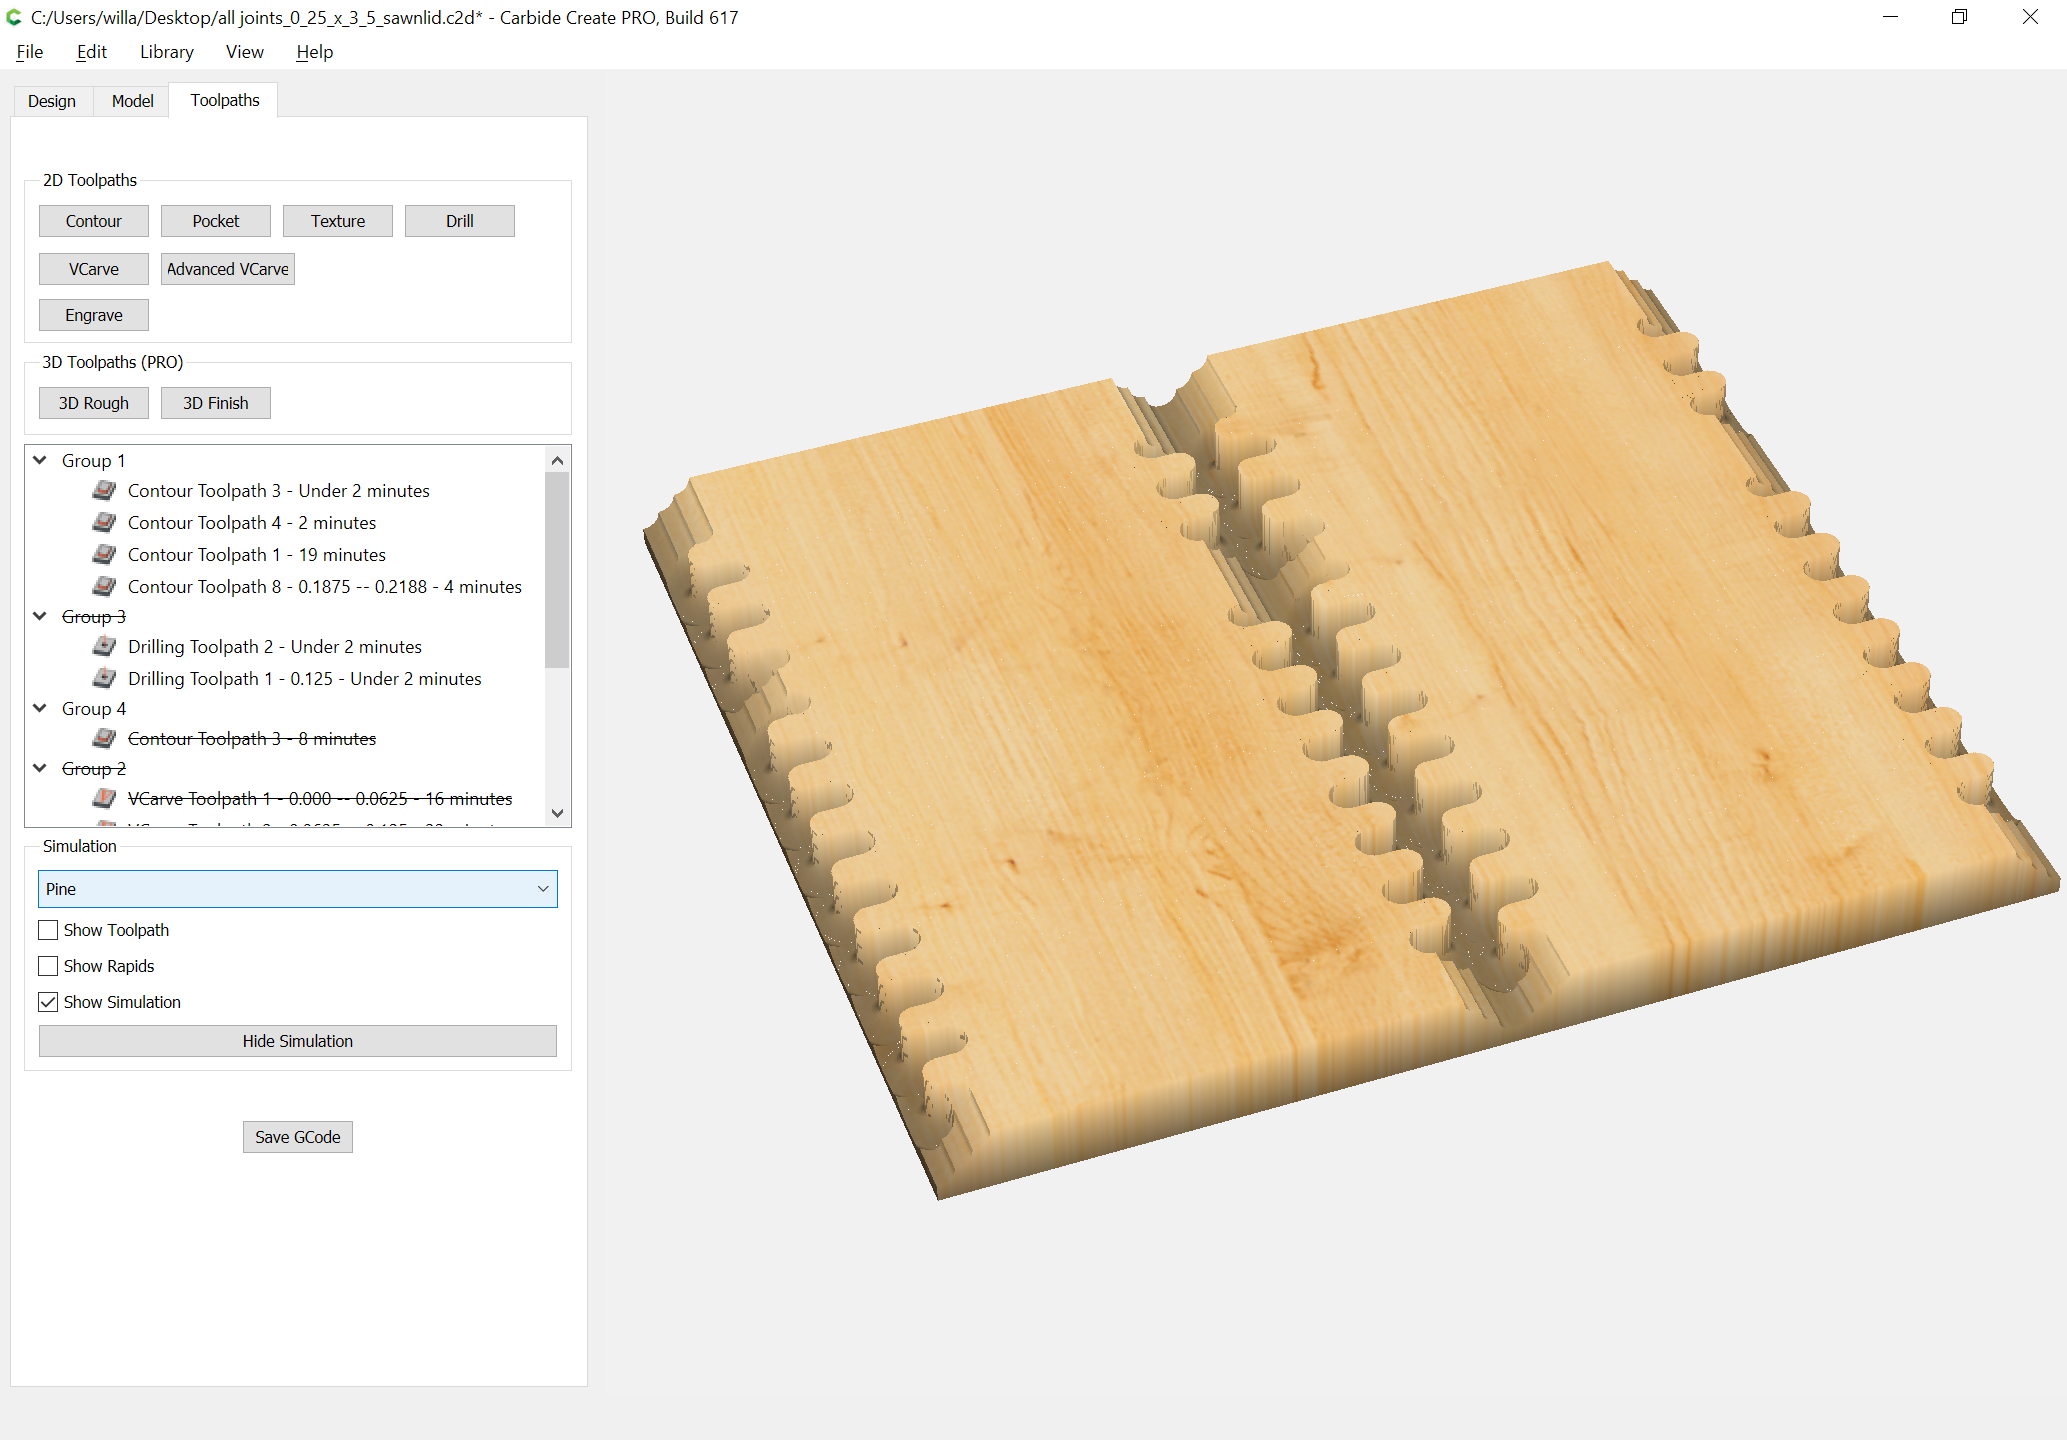 C:/Users/willa/Desktop/all joints_0_25_x_3_5_sawnlid.c2d* - Carbide Create PRO, Build 617
File Edit Library View Help
Design Model Toolpaths
2D Toolpaths
Contour Pocket Texture Drill
VCarve Advanced VCarve
Engrave
3D Toolpaths (PRO)
3D Rough 3D Finish
Group 1
Contour Toolpath 3 - Under 2 minutes
Contour Toolpath 4 - 2 minutes
Contour Toolpath 1 - 19 minutes
Contour Toolpath 8 - 0.1875 -- 0.2188 - 4 minutes
Group 3
Drilling Toolpath 2 - Under 2 minutes
Drilling Toolpath 1 - 0.125 - Under 2 minutes
Group 4
Contour Toolpath 3 - 8 minutes
Group 2
VCarve Toolpath 1 - 0.000 -- 0.0625 - 16 minutes
Simulation
Pine
Show Toolpath
Show Rapids
Show Simulation
Hide Simulation
Save GCode